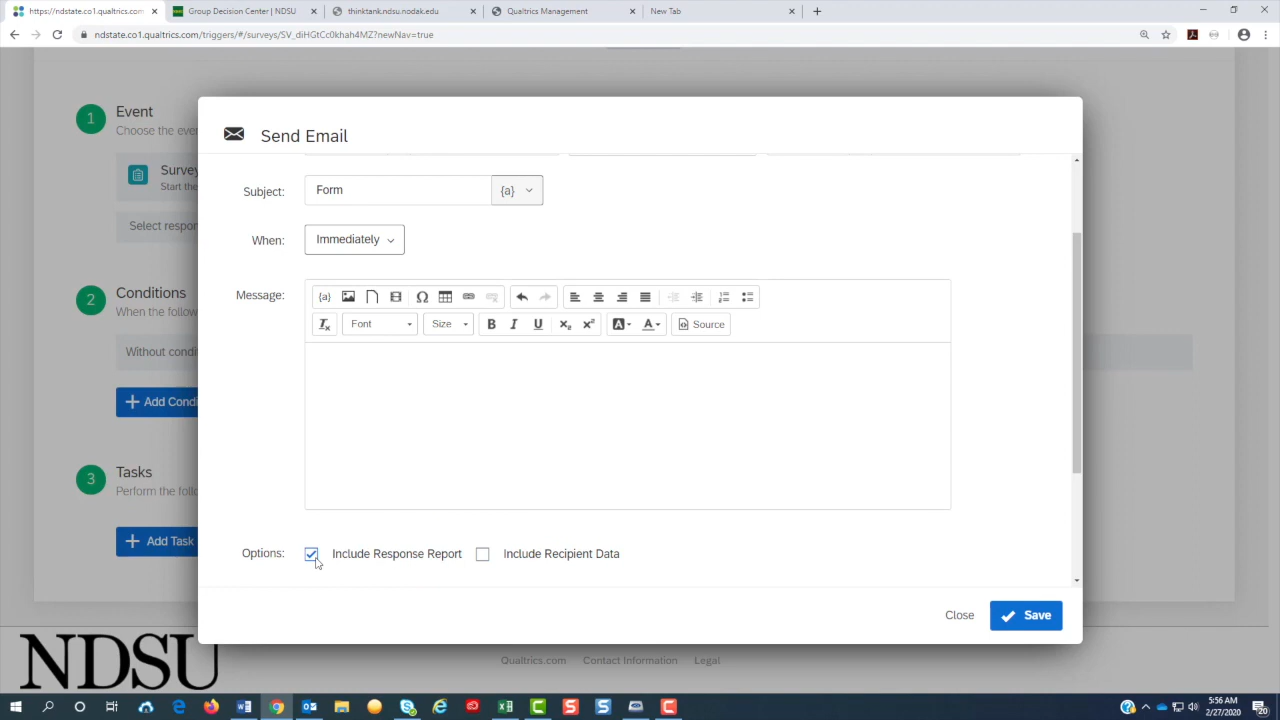 https://ndstate.co1.qualtrics.com/
Group Decision Center | NDSU
thinktank.ndsu.nodak.edu
Qualtrics Management
New Tab
ndstate.co1.qualtrics.com/triggers/#/surveys/SV_diHGtCc0khah4MZ?newNav=true
1
Event
Choose the eve
Survey
Start the
Select respon
2
Conditions
When the follow
Without condi
Add Condi
3
Tasks
Perform the foll
Add Task
Send Email
Subject:
Form
{a}
When:
Immediately
Message:
{a}
Font
Size
B
I
U
Source
Options:
Include Response Report
Include Recipient Data
Close
Save
NDSU
Qualtrics.com
Contact Information
Legal
5:56 AM
2/27/2020
20